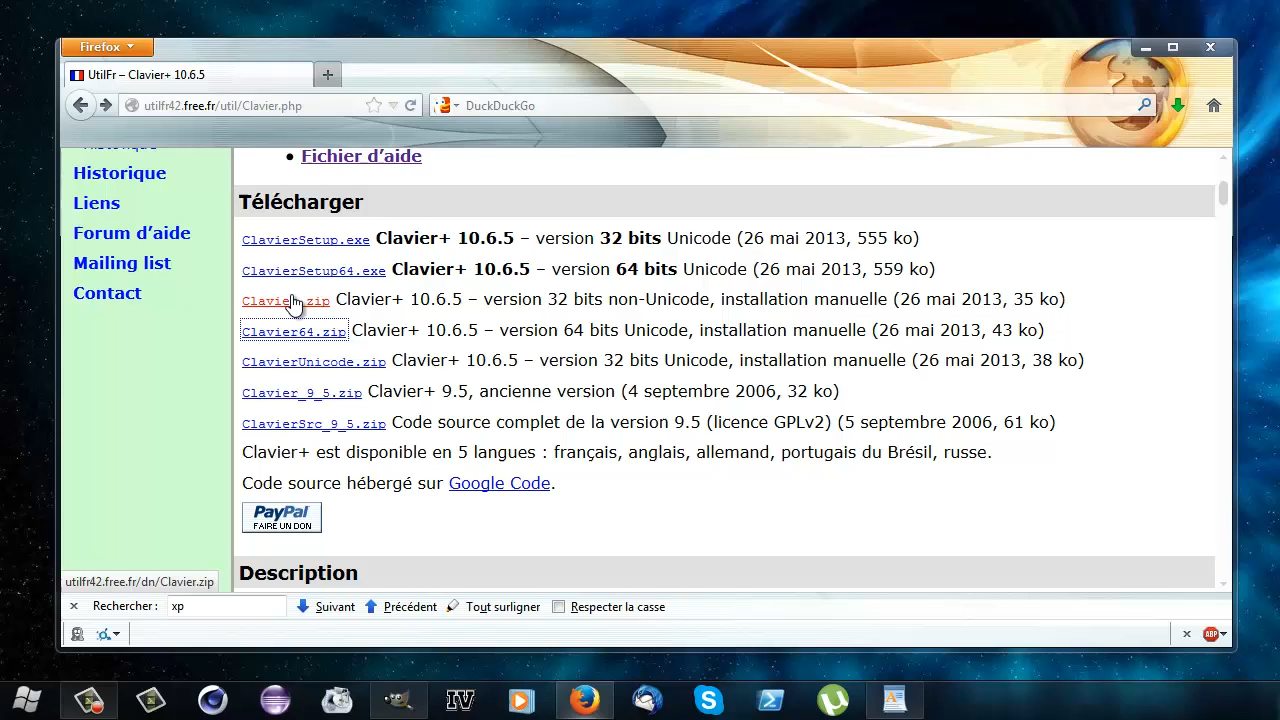 Firefox
UtilFr – Clavier+ 10.6.5
utilfr42.free.fr/util/Clavier.php
DuckDuckGo
Historique
Liens
Forum d’aide
Mailing list
Contact
• Fichier d’aide
Télécharger
ClavierSetup.exe Clavier+ 10.6.5 – version 32 bits Unicode (26 mai 2013, 555 ko)
ClavierSetup64.exe Clavier+ 10.6.5 – version 64 bits Unicode (26 mai 2013, 559 ko)
Clavier.zip Clavier+ 10.6.5 – version 32 bits non-Unicode, installation manuelle (26 mai 2013, 35 ko)
Clavier64.zip Clavier+ 10.6.5 – version 64 bits Unicode, installation manuelle (26 mai 2013, 43 ko)
ClavierUnicode.zip Clavier+ 10.6.5 – version 32 bits Unicode, installation manuelle (26 mai 2013, 38 ko)
Clavier_9_5.zip Clavier+ 9.5, ancienne version (4 septembre 2006, 32 ko)
ClavierSrc_9_5.zip Code source complet de la version 9.5 (licence GPLv2) (5 septembre 2006, 61 ko)
Clavier+ est disponible en 5 langues : français, anglais, allemand, portugais du Brésil, russe.
Code source hébergé sur Google Code.
PayPal
FAIRE UN DON
Description
utilfr42.free.fr/dn/Clavier.zip
Rechercher : xp Suivant Précédent Tout surligner Respecter la casse
ABP
IV